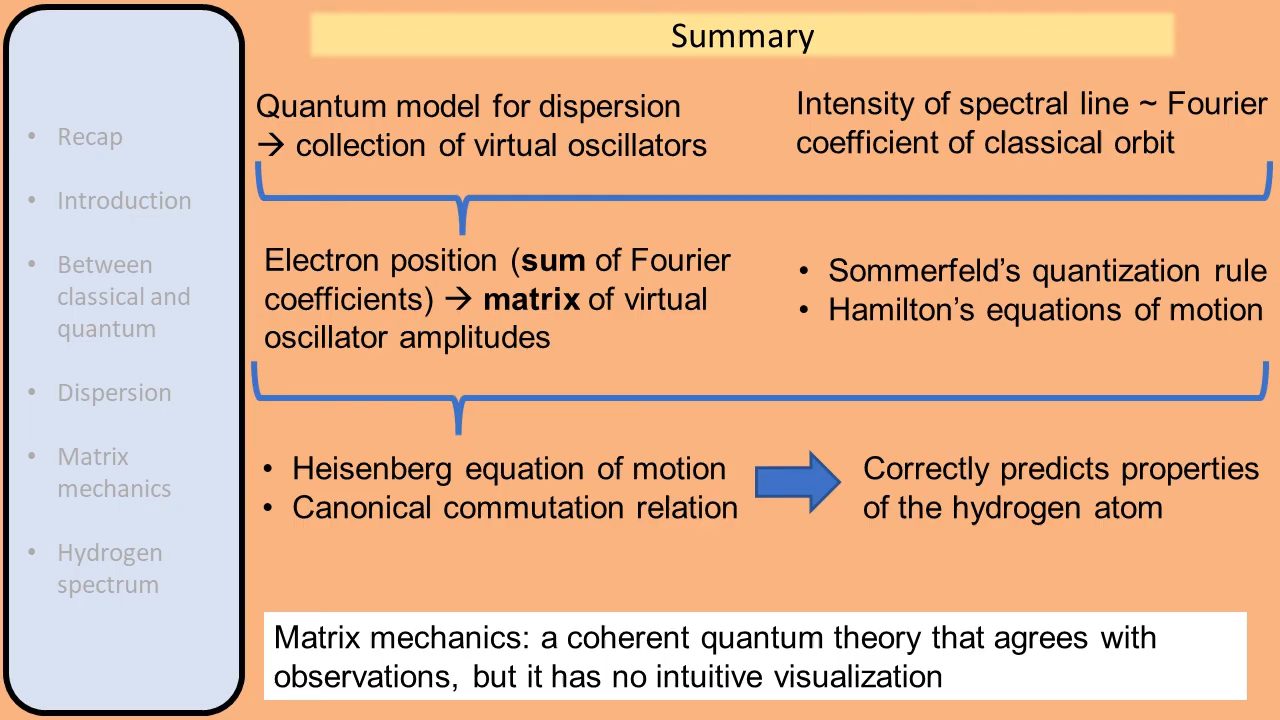 Summary
• Recap
• Introduction
• Between
classical and
quantum
• Dispersion
• Matrix
mechanics
• Hydrogen
spectrum
Quantum model for dispersion
→ collection of virtual oscillators
Intensity of spectral line ~ Fourier
coefficient of classical orbit
Electron position (sum of Fourier
coefficients) → matrix of virtual
oscillator amplitudes
• Sommerfeld’s quantization rule
• Hamilton’s equations of motion
• Heisenberg equation of motion
• Canonical commutation relation
Correctly predicts properties
of the hydrogen atom
Matrix mechanics: a coherent quantum theory that agrees with
observations, but it has no intuitive visualization